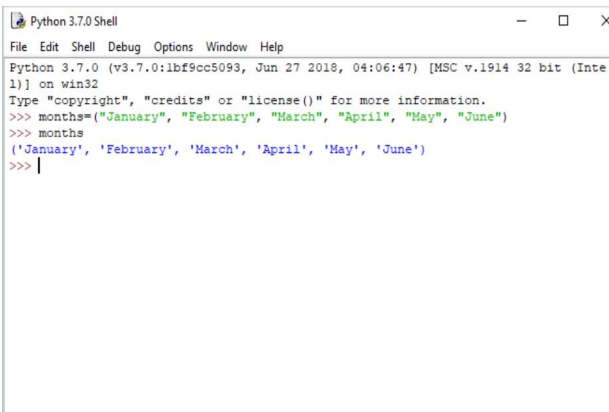 Python 3.7.0 Shell
File Edit Shell Debug Options Window Help
Python 3.7.0 (v3.7.0:1bf9cc5093, Jun 27 2018, 04:06:47) [MSC v.1914 32 bit (Inte
l)] on win32
Type "copyright", "credits" or "license()" for more information.
>>> months=("January", "February", "March", "April", "May", "June")
>>> months
('January', 'February', 'March', 'April', 'May', 'June')
>>>